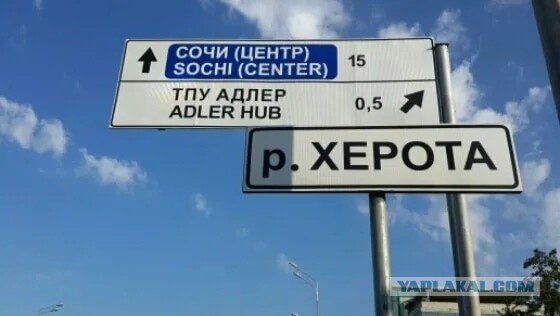 СОЧИ (ЦЕНТР)
SOCHI (CENTER) 15
ТПУ АДЛЕР
ADLER HUB 0,5
р. ХЕРОТА
YAPLAKAL.COM